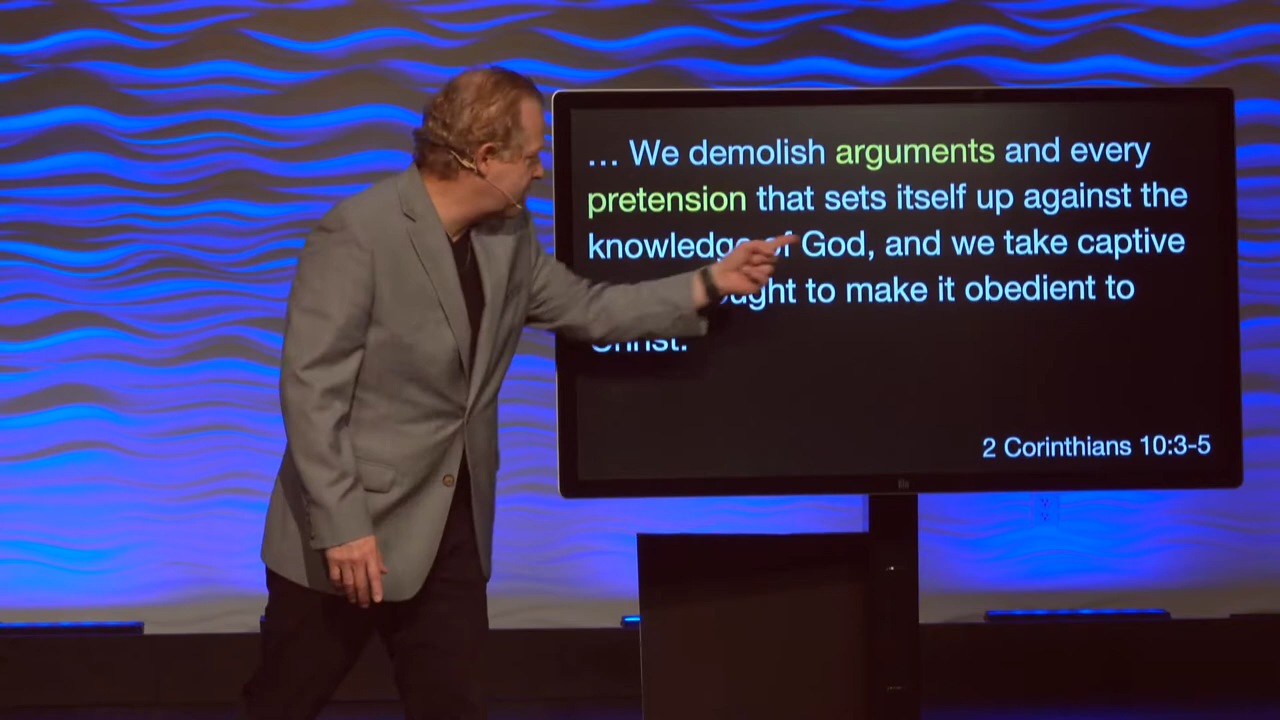 ... We demolish arguments and every
pretension that sets itself up against the
knowledge of God, and we take captive
to make it obedient to
Christ.
2 Corinthians 10:3-5